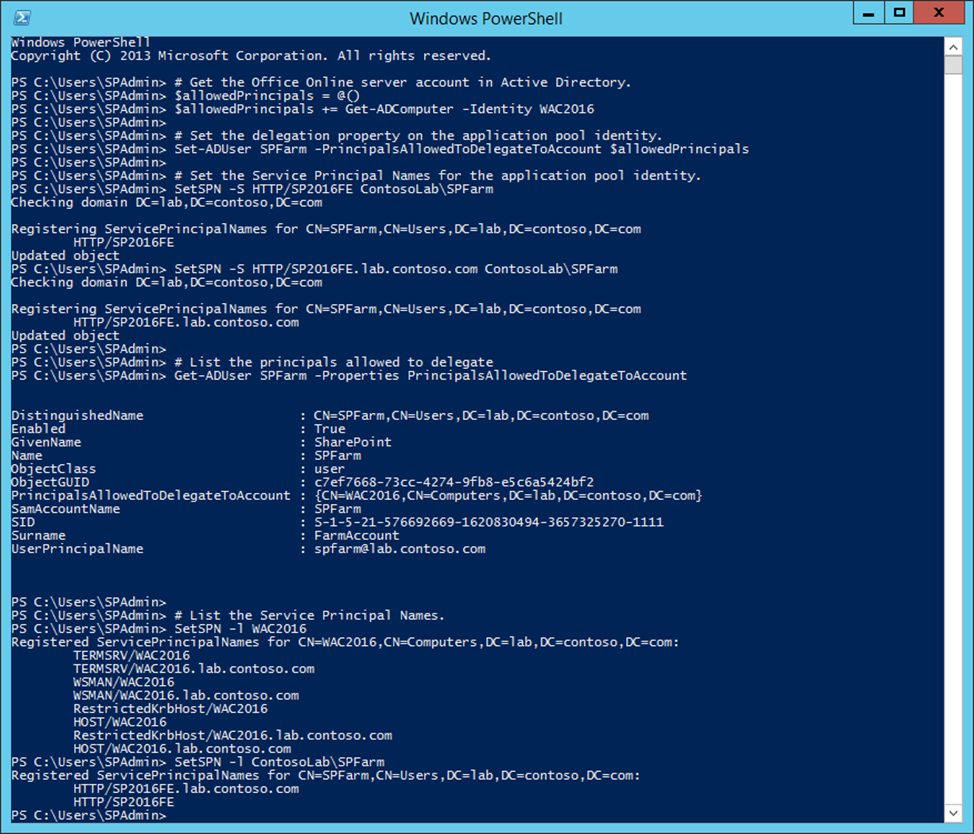 Windows PowerShell
Windows PowerShell
Copyright (C) 2013 Microsoft Corporation. All rights reserved.
PS C:\Users\SPAdmin> # Get the Office Online server account in Active Directory.
PS C:\Users\SPAdmin> $allowedPrincipals = @()
PS C:\Users\SPAdmin> $allowedPrincipals += Get-ADComputer -Identity WAC2016
PS C:\Users\SPAdmin>
PS C:\Users\SPAdmin> # Set the delegation property on the application pool identity.
PS C:\Users\SPAdmin> Set-ADUser SPFarm -PrincipalsAllowedToDelegateToAccount $allowedPrincipals
PS C:\Users\SPAdmin>
PS C:\Users\SPAdmin> # Set the Service Principal Names for the application pool identity.
PS C:\Users\SPAdmin> SetSPN -S HTTP/SP2016FE ContosoLab\SPFarm
Checking domain DC=lab,DC=contoso,DC=com
Registering ServicePrincipalNames for CN=SPFarm,CN=Users,DC=lab,DC=contoso,DC=com
HTTP/SP2016FE
Updated object
PS C:\Users\SPAdmin> SetSPN -S HTTP/SP2016FE.lab.contoso.com ContosoLab\SPFarm
Checking domain DC=lab,DC=contoso,DC=com
Registering ServicePrincipalNames for CN=SPFarm,CN=Users,DC=lab,DC=contoso,DC=com
HTTP/SP2016FE.lab.contoso.com
Updated object
PS C:\Users\SPAdmin>
PS C:\Users\SPAdmin> # List the principals allowed to delegate
PS C:\Users\SPAdmin> Get-ADUser SPFarm -Properties PrincipalsAllowedToDelegateToAccount
DistinguishedName : CN=SPFarm,CN=Users,DC=lab,DC=contoso,DC=com
Enabled : True
GivenName : SharePoint
Name : SPFarm
ObjectClass : user
ObjectGUID : c7ef7668-73cc-4274-9fb8-e5c6a5424bf2
PrincipalsAllowedToDelegateToAccount : {CN=WAC2016,CN=Computers,DC=lab,DC=contoso,DC=com}
SamAccountName : SPFarm
SID : S-1-5-21-576692669-1620830494-3657325270-1111
Surname : FarmAccount
UserPrincipalName : spfarm@lab.contoso.com
PS C:\Users\SPAdmin>
PS C:\Users\SPAdmin> # List the Service Principal Names.
PS C:\Users\SPAdmin> SetSPN -l WAC2016
Registered ServicePrincipalNames for CN=WAC2016,CN=Computers,DC=lab,DC=contoso,DC=com:
TERMSRV/WAC2016
TERMSRV/WAC2016.lab.contoso.com
WSMAN/WAC2016
WSMAN/WAC2016.lab.contoso.com
RestrictedKrbHost/WAC2016
HOST/WAC2016
RestrictedKrbHost/WAC2016.lab.contoso.com
HOST/WAC2016.lab.contoso.com
PS C:\Users\SPAdmin> SetSPN -l ContosoLab\SPFarm
Registered ServicePrincipalNames for CN=SPFarm,CN=Users,DC=lab,DC=contoso,DC=com:
HTTP/SP2016FE.lab.contoso.com
HTTP/SP2016FE
PS C:\Users\SPAdmin>